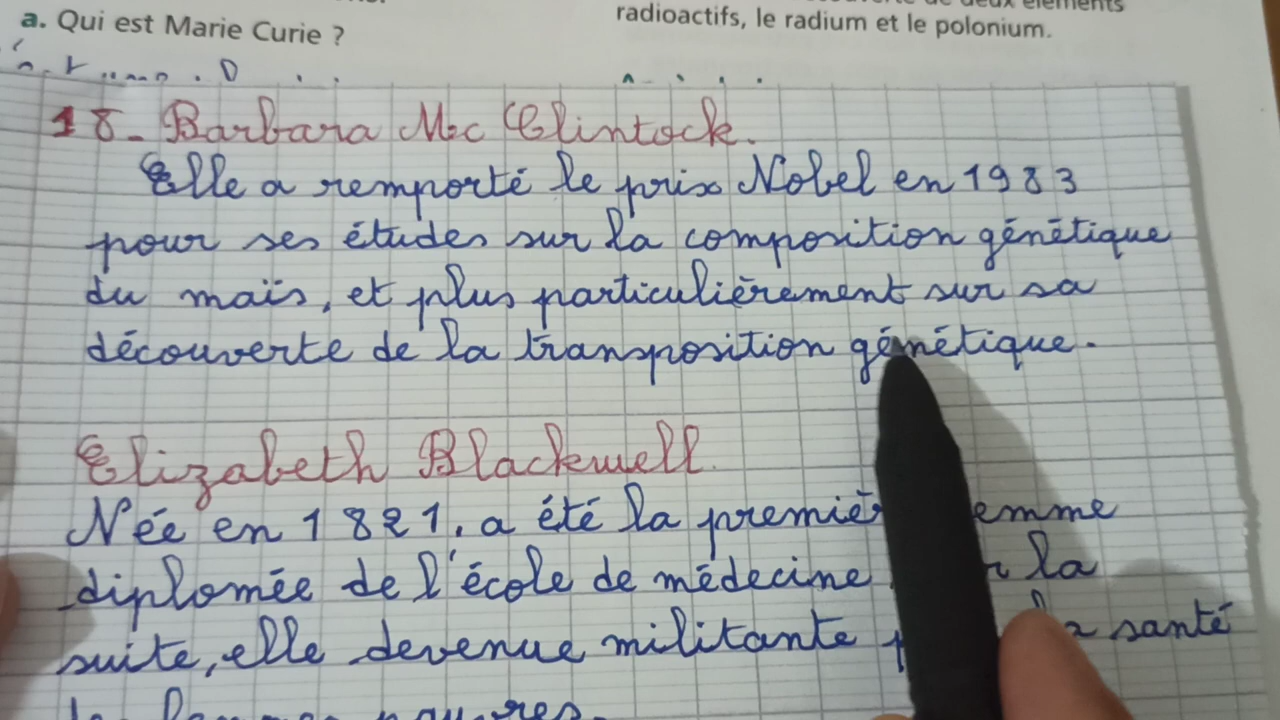 a. Qui est Marie Curie ?
de deux éléments
radioactifs, le radium et le polonium.
18- Barbara Mc Clintock.
Elle a remporté le prix Nobel en 1983
pour ses études sur la composition génétique
du maïs, et plus particulièrement sur sa
découverte de la transposition génétique.
Elizabeth Blackwell.
Née en 1821, a été la
diplomée de l'école de médecine la
suite, elle devenue militante santé